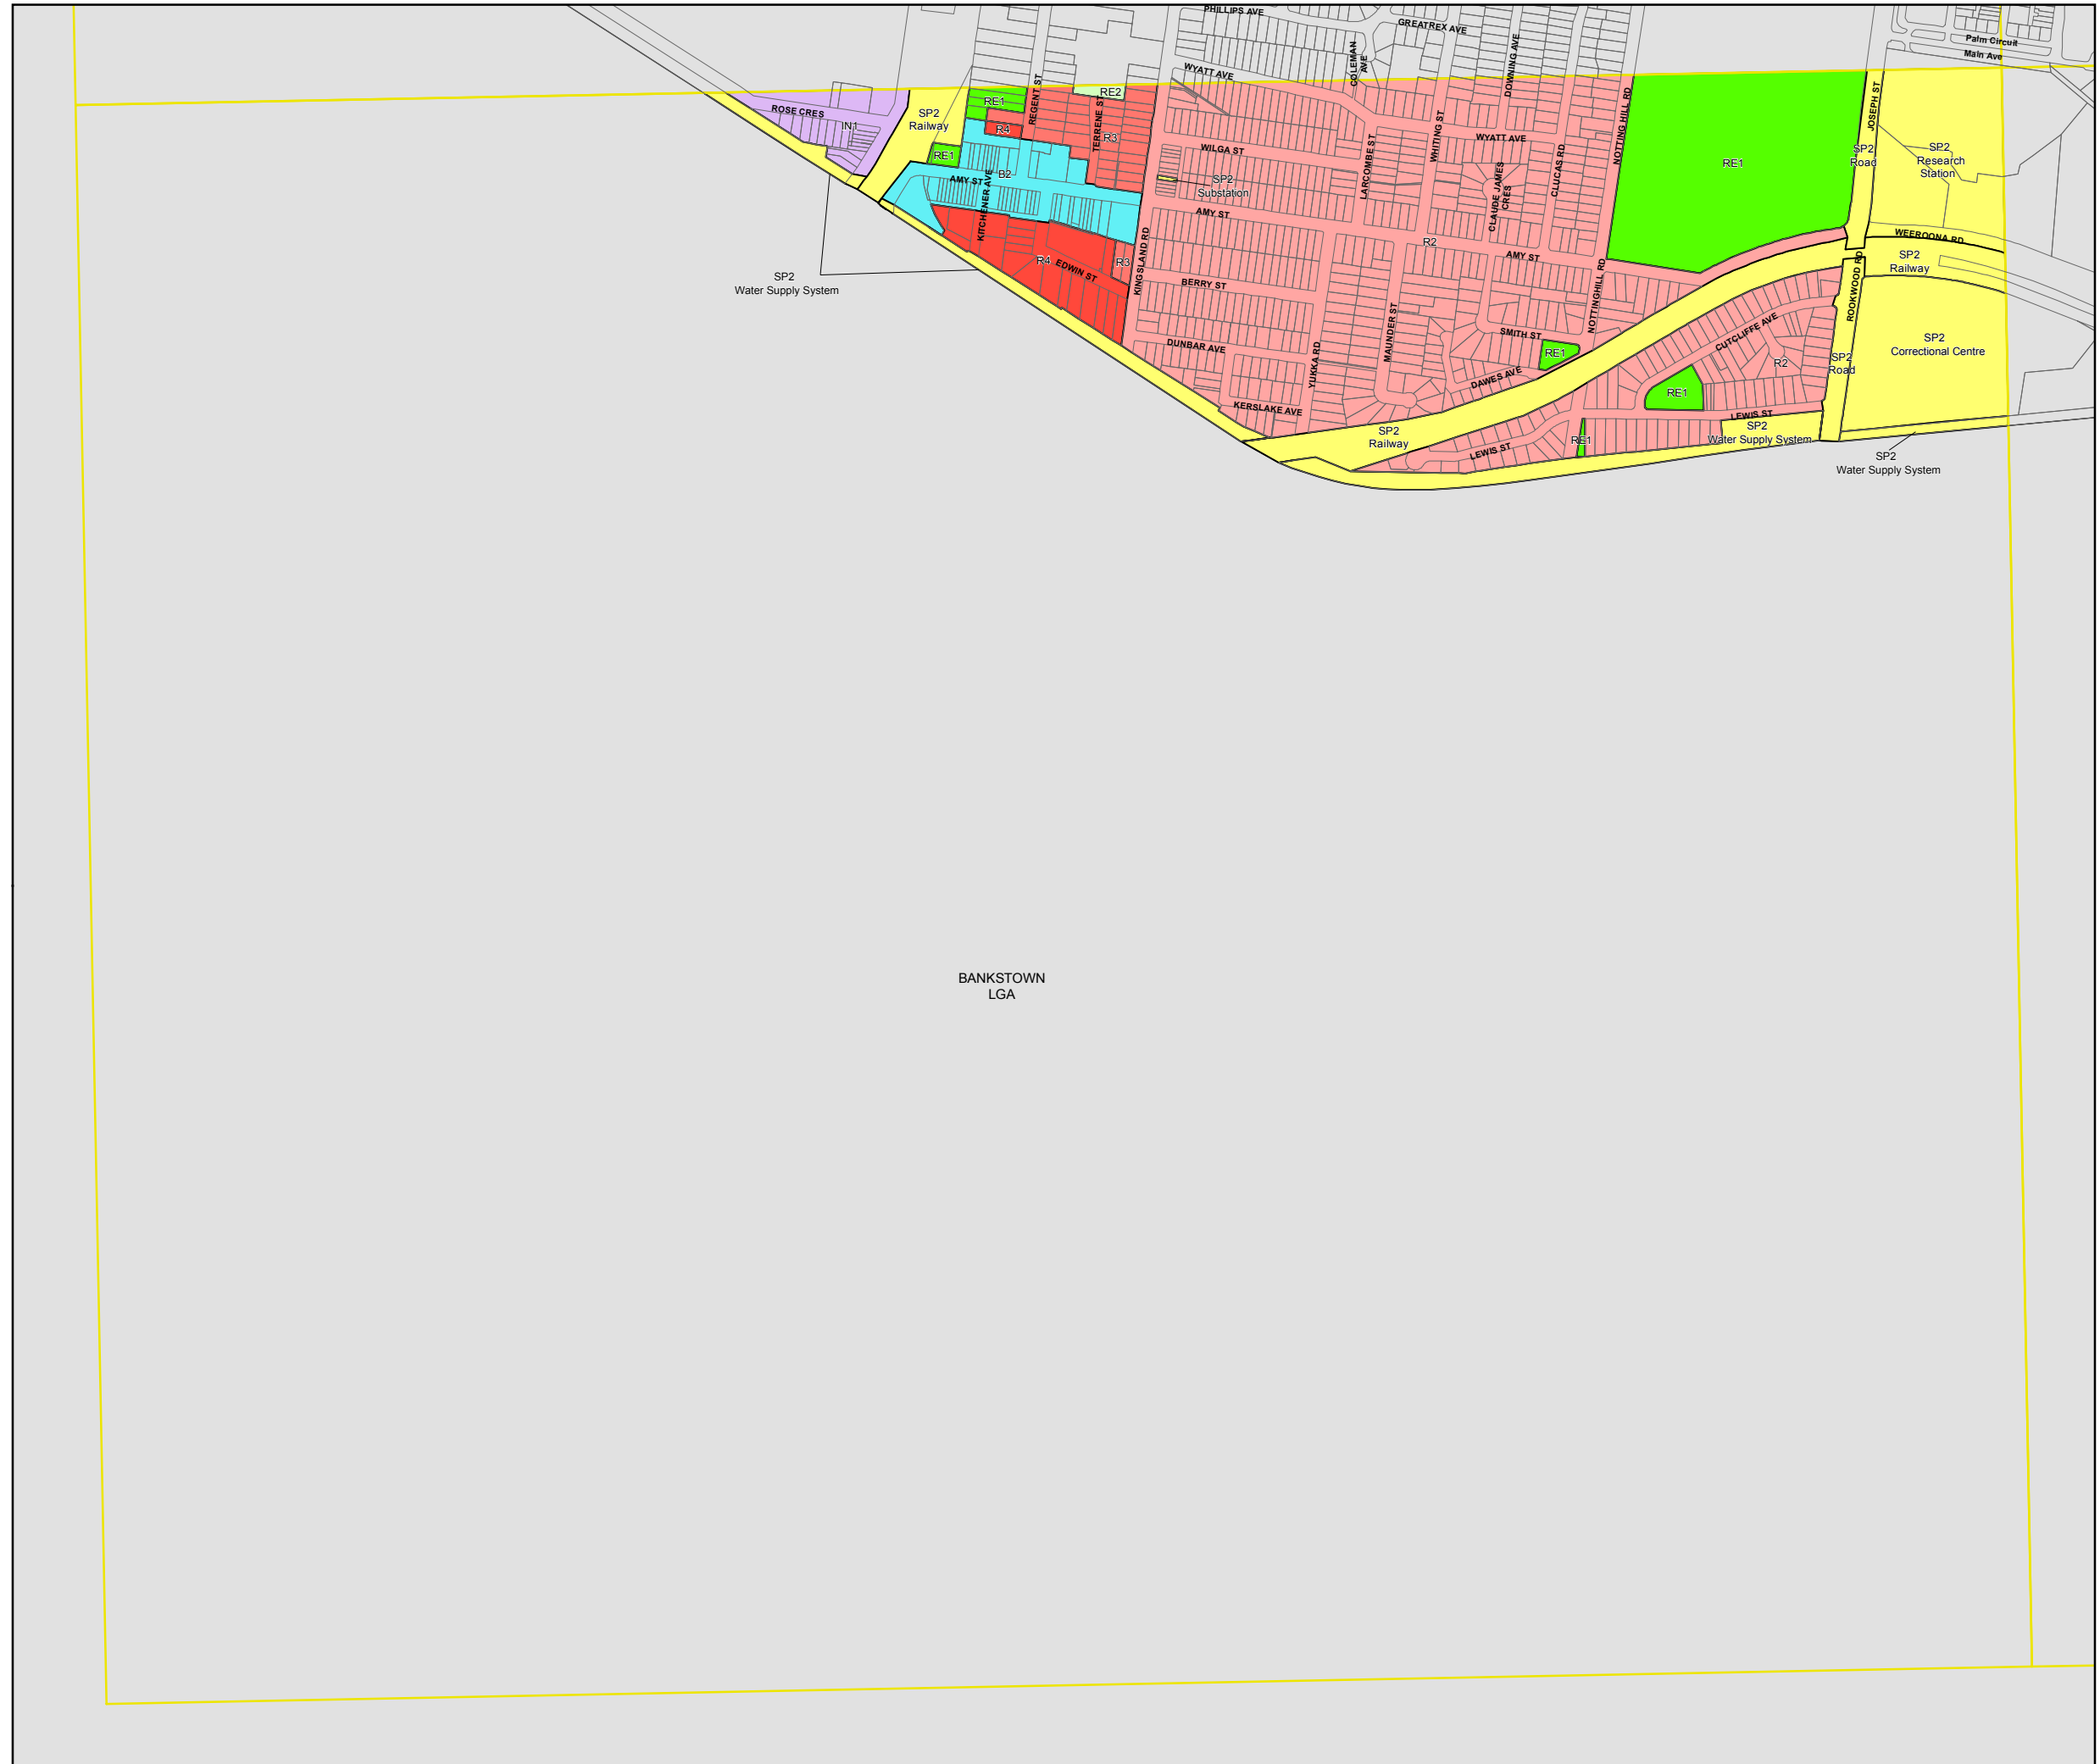 PHILLIPS AVE
GREATREX AVE
COLEMAN
AVE
DOWNING AVE
Palm Circuit
Main Ave
WYATT AVE
ROSE CRES
IN1
SP2
Railway
RE1
REGENT ST
RE2
TERRENE ST
R3
R4
RE1
B2
AMY ST
KITCHENER AVE
WILGA ST
SP2
Substation
LARCOMBE ST
WHITING ST
WYATT AVE
CLAUDE JAMES
CRES
CLUCAS RD
NOTTING HILL RD
RE1
JOSEPH ST
SP2
Road
SP2
Research
Station
AMY ST
R2
AMY ST
WEEROONA RD
SP2
Railway
SP2
Water Supply System
R4
EDWIN ST
R3
KINGSLAND RD
BERRY ST
NOTTINGHILL RD
ROOKWOOD RD
DUNBAR AVE
YUKKA RD
MAUNDER ST
SMITH ST
RE1
CUTCLIFFE AVE
R2
SP2
Road
SP2
Correctional Centre
DAWES AVE
RE1
KERSLAKE AVE
LEWIS ST
SP2
Railway
LEWIS ST
RE1
SP2
Water Supply System
SP2
Water Supply System
BANKSTOWN
LGA